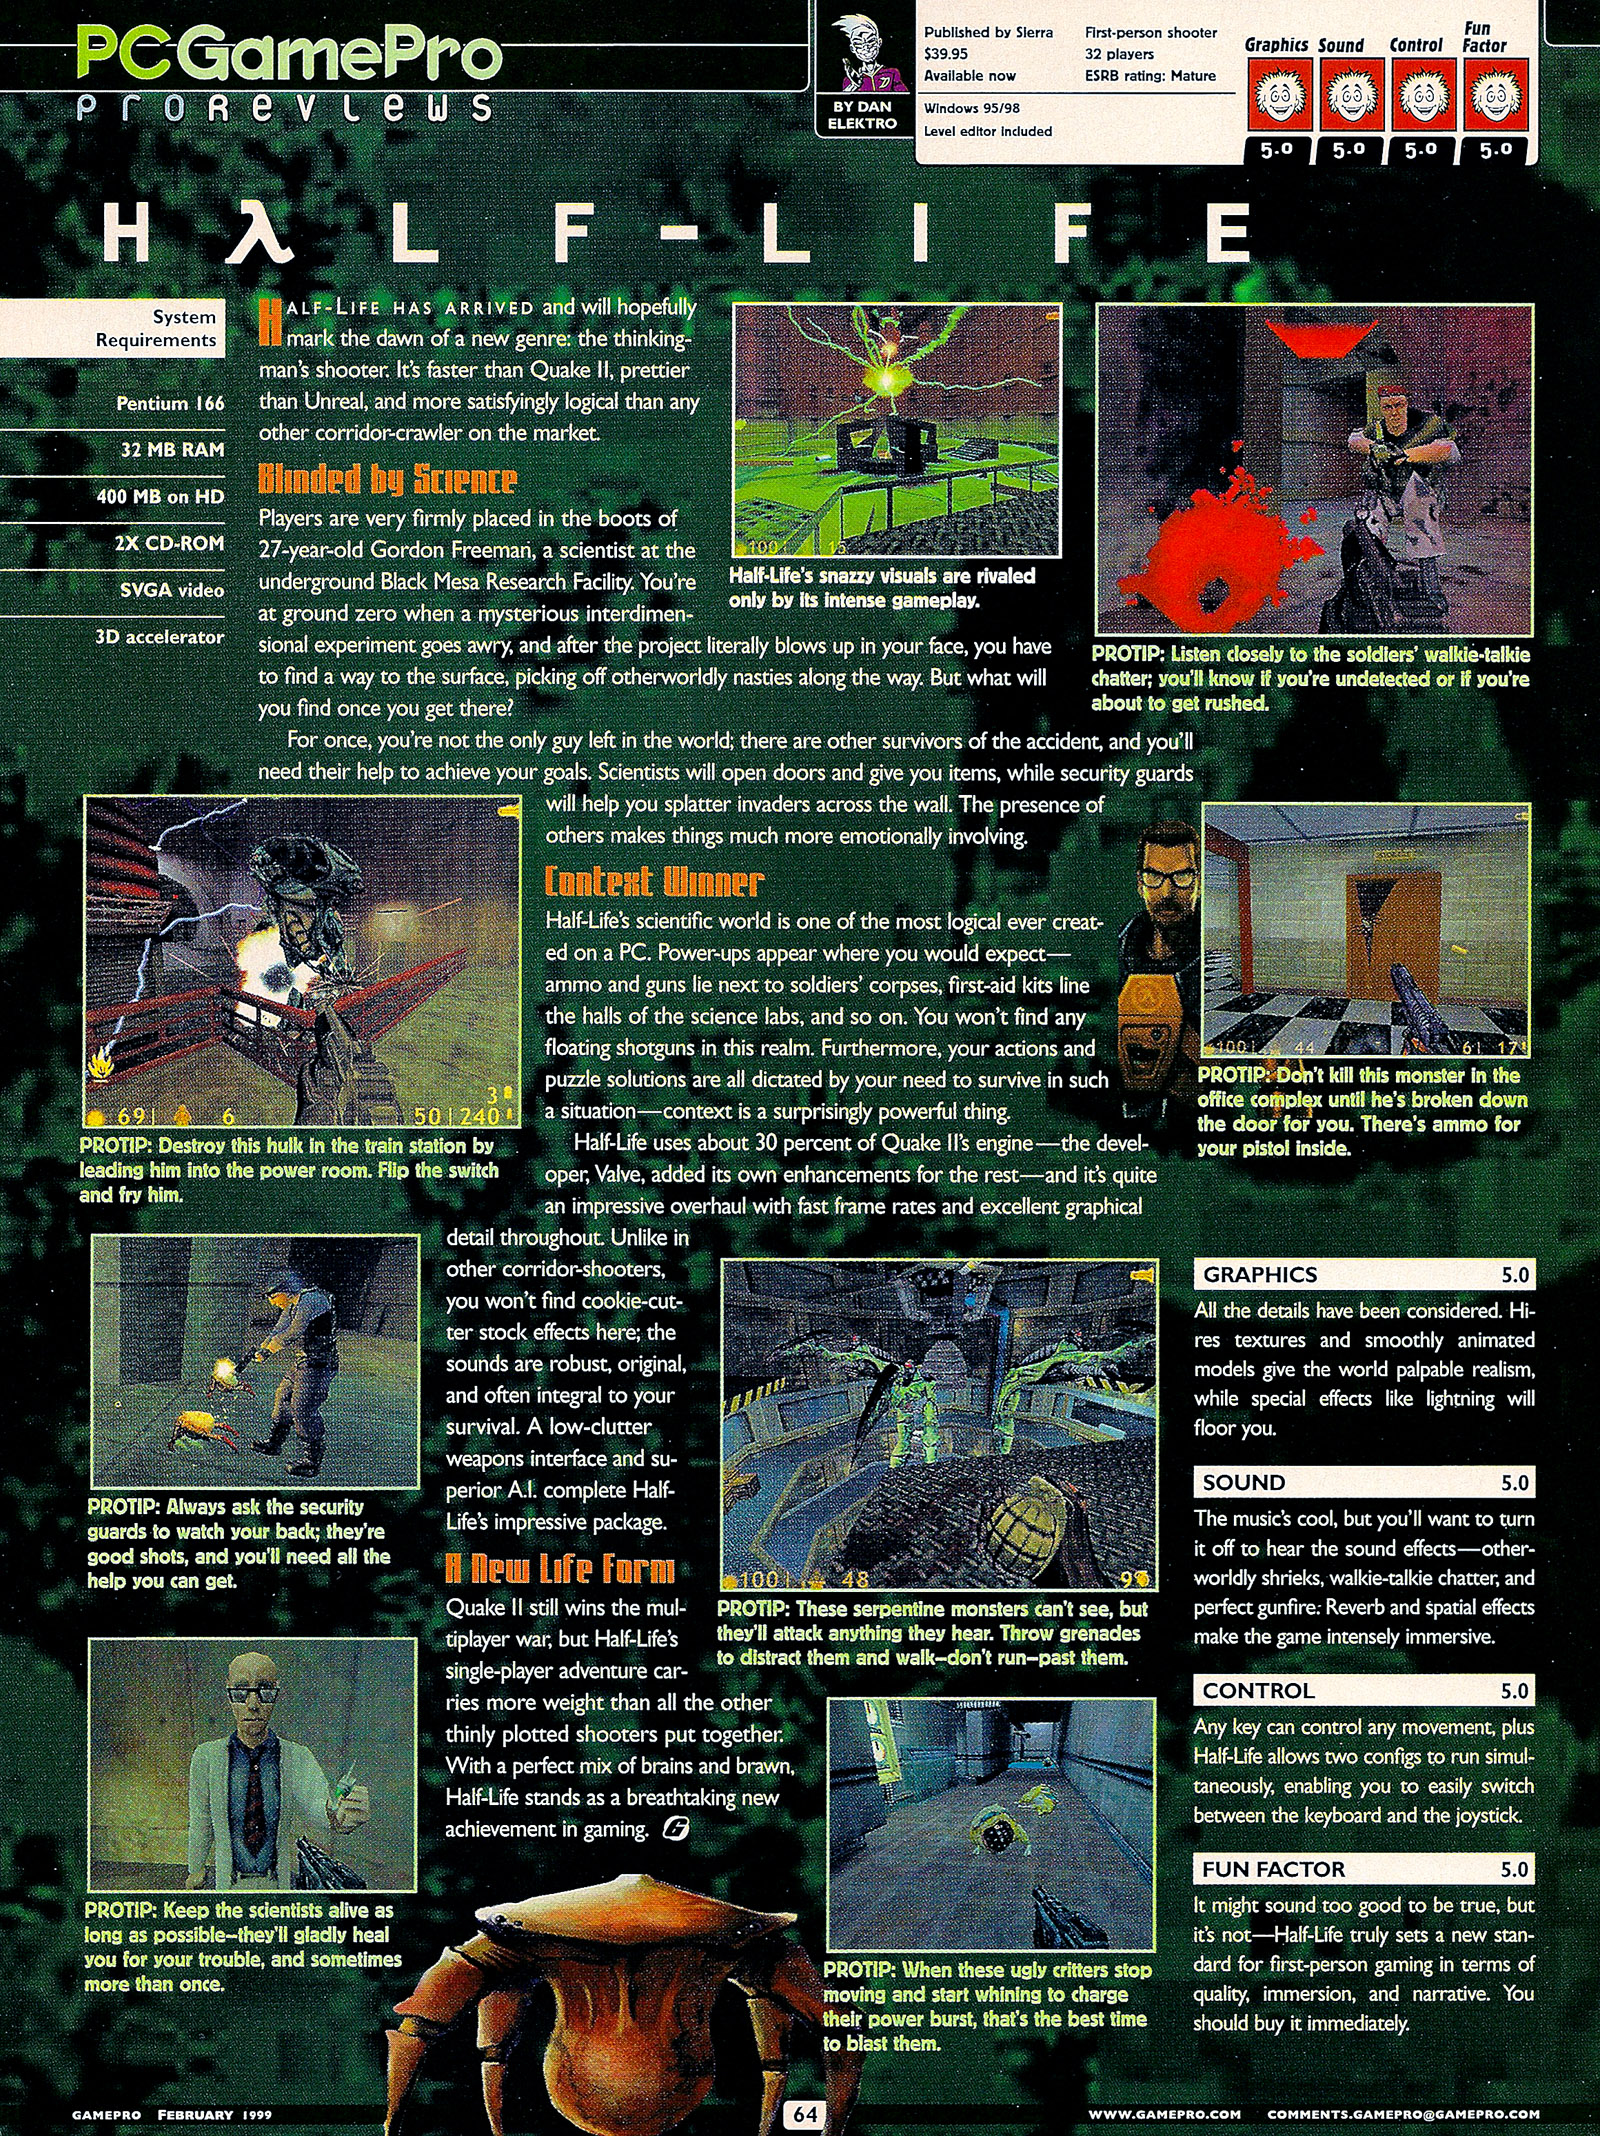 PCGamePro
PROREVIEWS
BY DAN
ELEKTRO
Published by Sierra
$39.95
Available now
First-person shooter
32 players
ESRB rating: Mature
Windows 95/98
Level editor included
Graphics Sound Control Fun Factor
5.0 5.0 5.0 5.0
HλLF-LIFE
System
Requirements
Pentium 166
32 MB RAM
400 MB on HD
2X CD-ROM
SVGA video
3D accelerator
HALF-LIFE HAS ARRIVED and will hopefully
mark the dawn of a new genre: the thinking-
man's shooter. It's faster than Quake II, prettier
than Unreal, and more satisfyingly logical than any
other corridor-crawler on the market.
Blinded by Science
Players are very firmly placed in the boots of
27-year-old Gordon Freeman, a scientist at the
underground Black Mesa Research Facility. You're
at ground zero when a mysterious interdimen-
sional experiment goes awry, and after the project literally blows up in your face, you have
to find a way to the surface, picking off otherworldly nasties along the way. But what will
you find once you get there?
For once, you're not the only guy left in the world; there are other survivors of the accident, and you'll
need their help to achieve your goals. Scientists will open doors and give you items, while security guards
will help you splatter invaders across the wall. The presence of
others makes things much more emotionally involving.
Context Winner
Half-Life's scientific world is one of the most logical ever creat-
ed on a PC. Power-ups appear where you would expect—
ammo and guns lie next to soldiers' corpses, first-aid kits line
the halls of the science labs, and so on. You won't find any
floating shotguns in this realm. Furthermore, your actions and
puzzle solutions are all dictated by your need to survive in such
a situation—context is a surprisingly powerful thing.
Half-Life uses about 30 percent of Quake II's engine—the devel-
oper, Valve, added its own enhancements for the rest—and it's quite
an impressive overhaul with fast frame rates and excellent graphical
detail throughout. Unlike in
other corridor-shooters,
you won't find cookie-cut-
ter stock effects here; the
sounds are robust, original,
and often integral to your
survival. A low-clutter
weapons interface and su-
perior A.I. complete Half-
Life's impressive package.
A New Life Form
Quake II still wins the mul-
tiplayer war, but Half-Life's
single-player adventure car-
ries more weight than all the other
thinly plotted shooters put together.
With a perfect mix of brains and brawn,
Half-Life stands as a breathtaking new
achievement in gaming. G
100 15
Half-Life's snazzy visuals are rivaled
only by its intense gameplay.
PROTIP: Listen closely to the soldiers' walkie-talkie
chatter; you'll know if you're undetected or if you're
about to get rushed.
69 6 3
50 240
PROTIP: Destroy this hulk in the train station by
leading him into the power room. Flip the switch
and fry him.
100 44 6 17
PROTIP: Don't kill this monster in the
office complex until he's broken down
the door for you. There's ammo for
your pistol inside.
PROTIP: Always ask the security
guards to watch your back; they're
good shots, and you'll need all the
help you can get.
100 48 9
PROTIP: These serpentine monsters can't see, but
they'll attack anything they hear. Throw grenades
to distract them and walk–don't run–past them.
PROTIP: Keep the scientists alive as
long as possible–they'll gladly heal
you for your trouble, and sometimes
more than once.
PROTIP: When these ugly critters stop
moving and start whining to charge
their power burst, that's the best time
to blast them.
GRAPHICS 5.0
All the details have been considered. Hi-
res textures and smoothly animated
models give the world palpable realism,
while special effects like lightning will
floor you.
SOUND 5.0
The music's cool, but you'll want to turn
it off to hear the sound effects—other-
worldly shrieks, walkie-talkie chatter, and
perfect gunfire. Reverb and spatial effects
make the game intensely immersive.
CONTROL 5.0
Any key can control any movement, plus
Half-Life allows two configs to run simul-
taneously, enabling you to easily switch
between the keyboard and the joystick.
FUN FACTOR 5.0
It might sound too good to be true, but
it's not—Half-Life truly sets a new stan-
dard for first-person gaming in terms of
quality, immersion, and narrative. You
should buy it immediately.
GAMEPRO FEBRUARY 1999
64
WWW.GAMEPRO.COM COMMENTS.GAMEPRO@GAMEPRO.COM